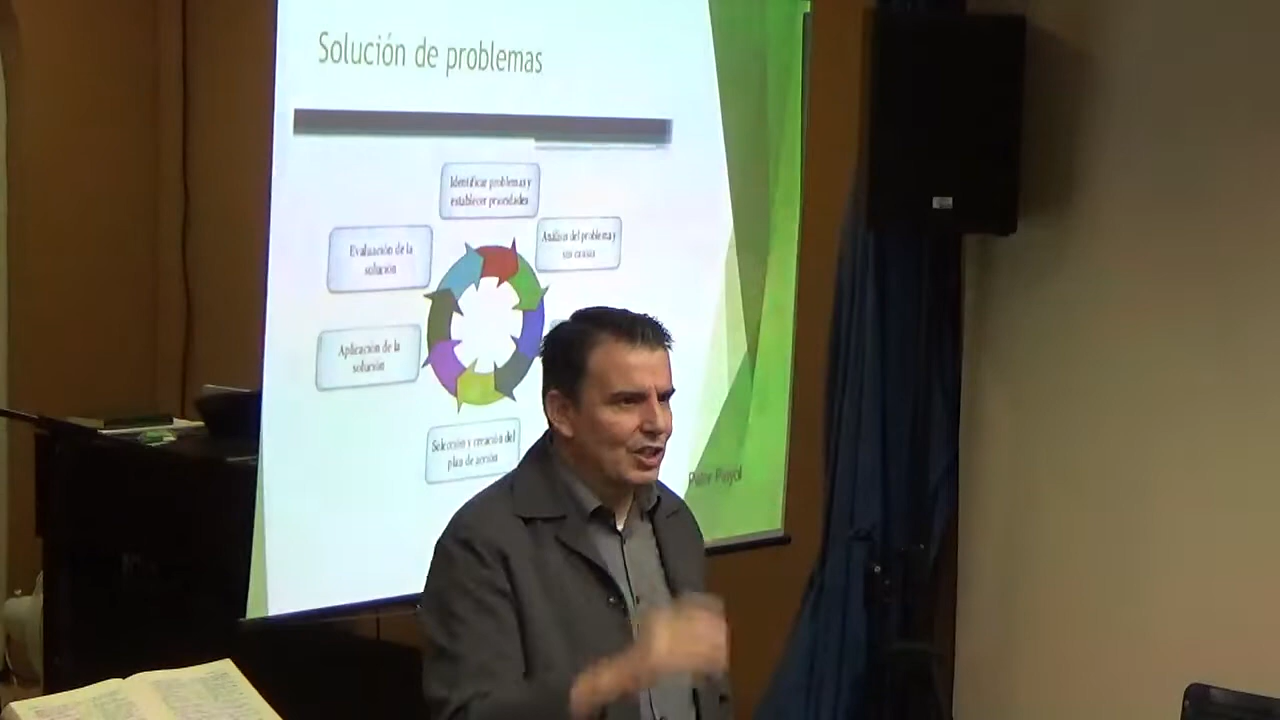 Solución de problemas
Identificar problemas y
establecer prioridades
Análisis del problema y
sus causas
Evaluación de la
solución
Aplicación de la
solución
Selección y creación del
plan de acción